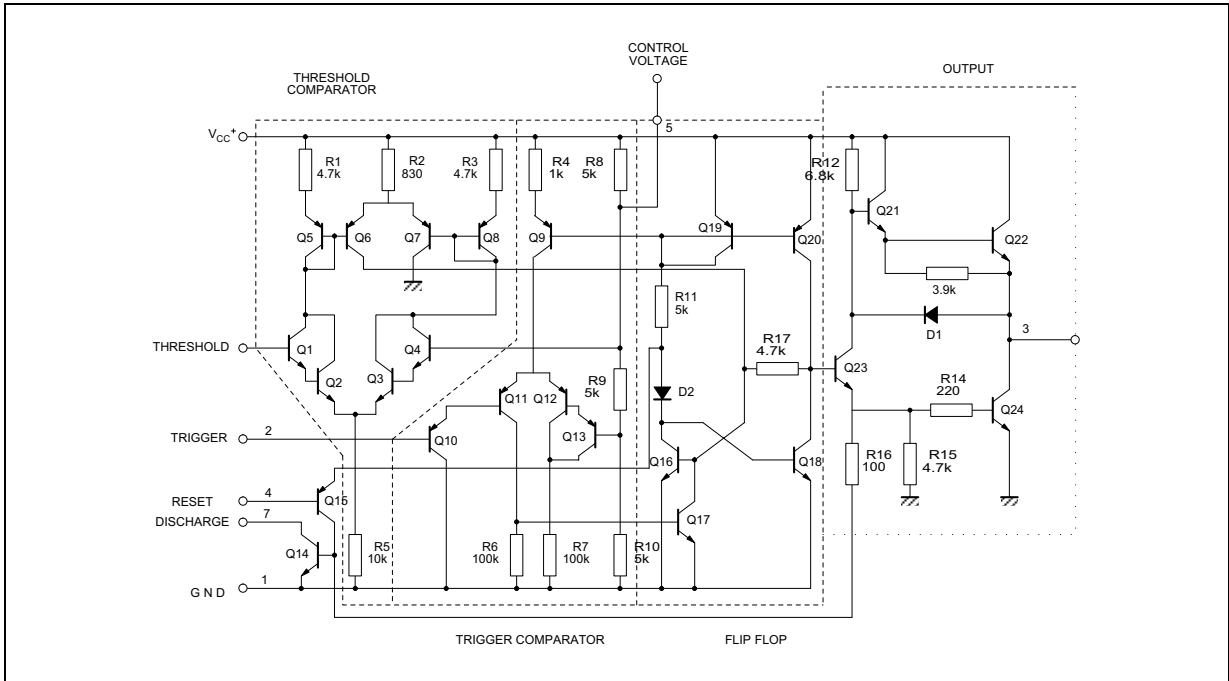 CONTROL
VOLTAGE
OUTPUT
THRESHOLD
COMPARATOR
5
VCC+
R1
4.7k
R2
830
R3
4.7k
R4
1k
R8
5k
R12
6.8k
Q5
Q6
Q7
Q8
Q9
Q19
Q20
Q21
Q22
R11
5k
3.9k
D1
3
THRESHOLD
Q1
Q2
Q3
Q4
R17
4.7k
Q23
R9
5k
D2
R14
220
Q24
Q11
Q12
Q13
TRIGGER
2
Q10
Q16
Q18
R16
100
R15
4.7k
RESET
4
Q15
DISCHARGE
7
Q17
Q14
R5
10k
R6
100k
R7
100k
R10
5k
G N D
1
TRIGGER COMPARATOR
FLIP FLOP